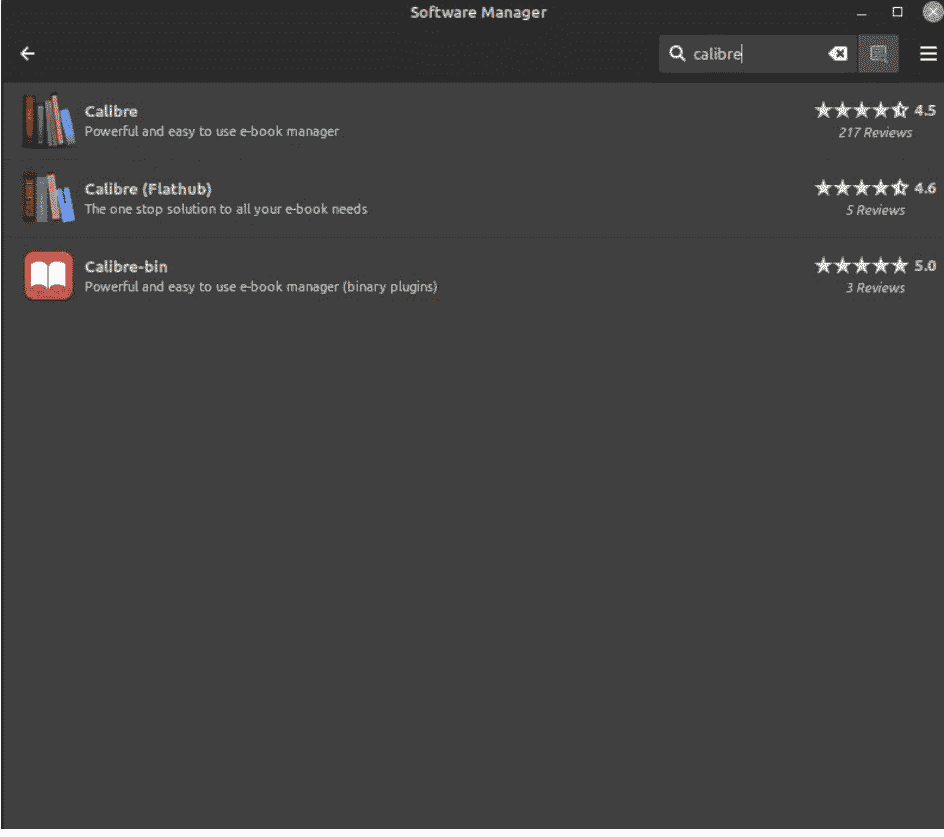 Software Manager
calibre
Calibre
4.5
Powerful and easy to use e-book manager
217 Reviews
Calibre (Flathub)
4.6
The one stop solution to all your e-book needs
5 Reviews
Calibre-bin
5.0
Powerful and easy to use e-book manager (binary plugins)
3 Reviews